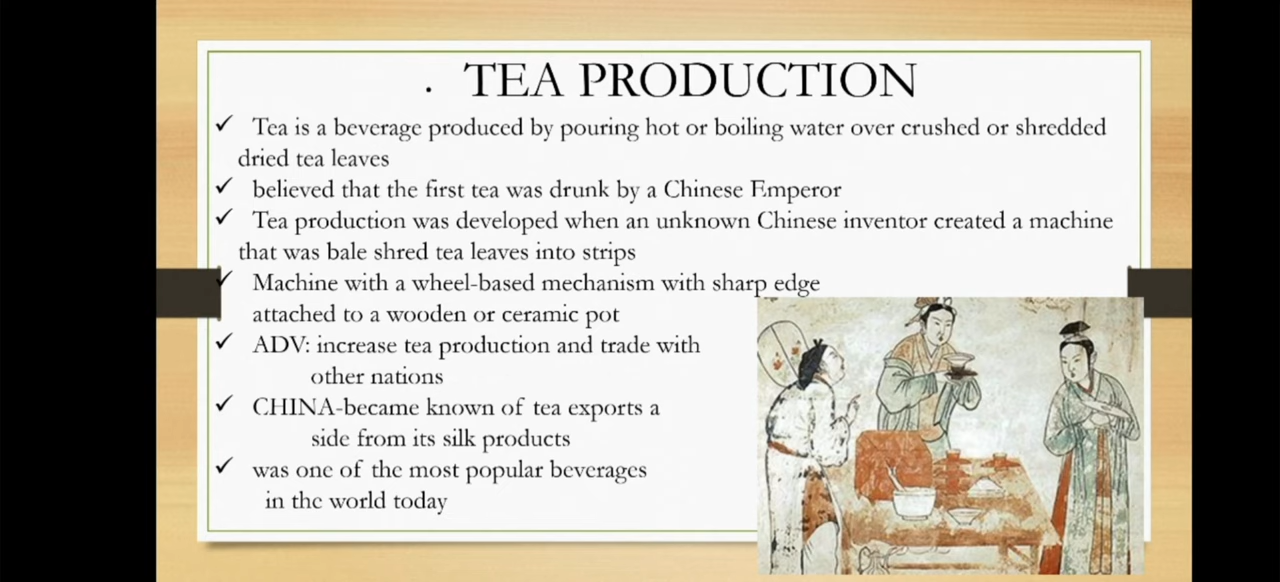 . TEA PRODUCTION
✓ Tea is a beverage produced by pouring hot or boiling water over crushed or shredded
dried tea leaves
✓ believed that the first tea was drunk by a Chinese Emperor
✓ Tea production was developed when an unknown Chinese inventor created a machine
that was bale shred tea leaves into strips
✓ Machine with a wheel-based mechanism with sharp edge
attached to a wooden or ceramic pot
✓ ADV: increase tea production and trade with
other nations
✓ CHINA-became known of tea exports a
side from its silk products
✓ was one of the most popular beverages
in the world today